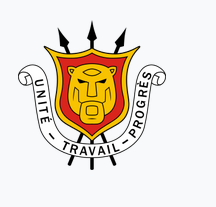 UNITÉ - TRAVAIL - PROGRÈS